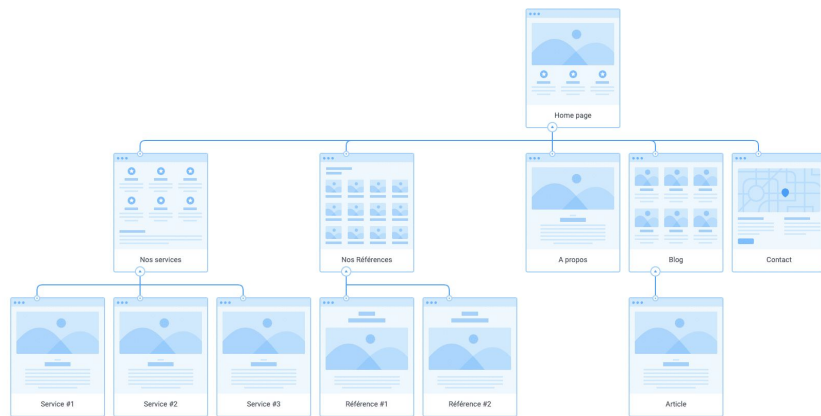 Home page
Nos services
Nos Références
A propos
Blog
Contact
Service #1
Service #2
Service #3
Référence #1
Référence #2
Article